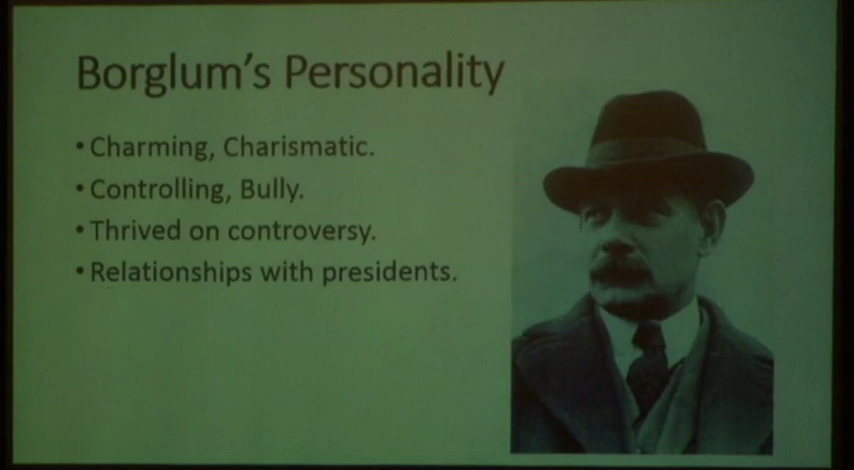 Borglum's Personality
• Charming, Charismatic.
• Controlling, Bully.
• Thrived on controversy.
• Relationships with presidents.